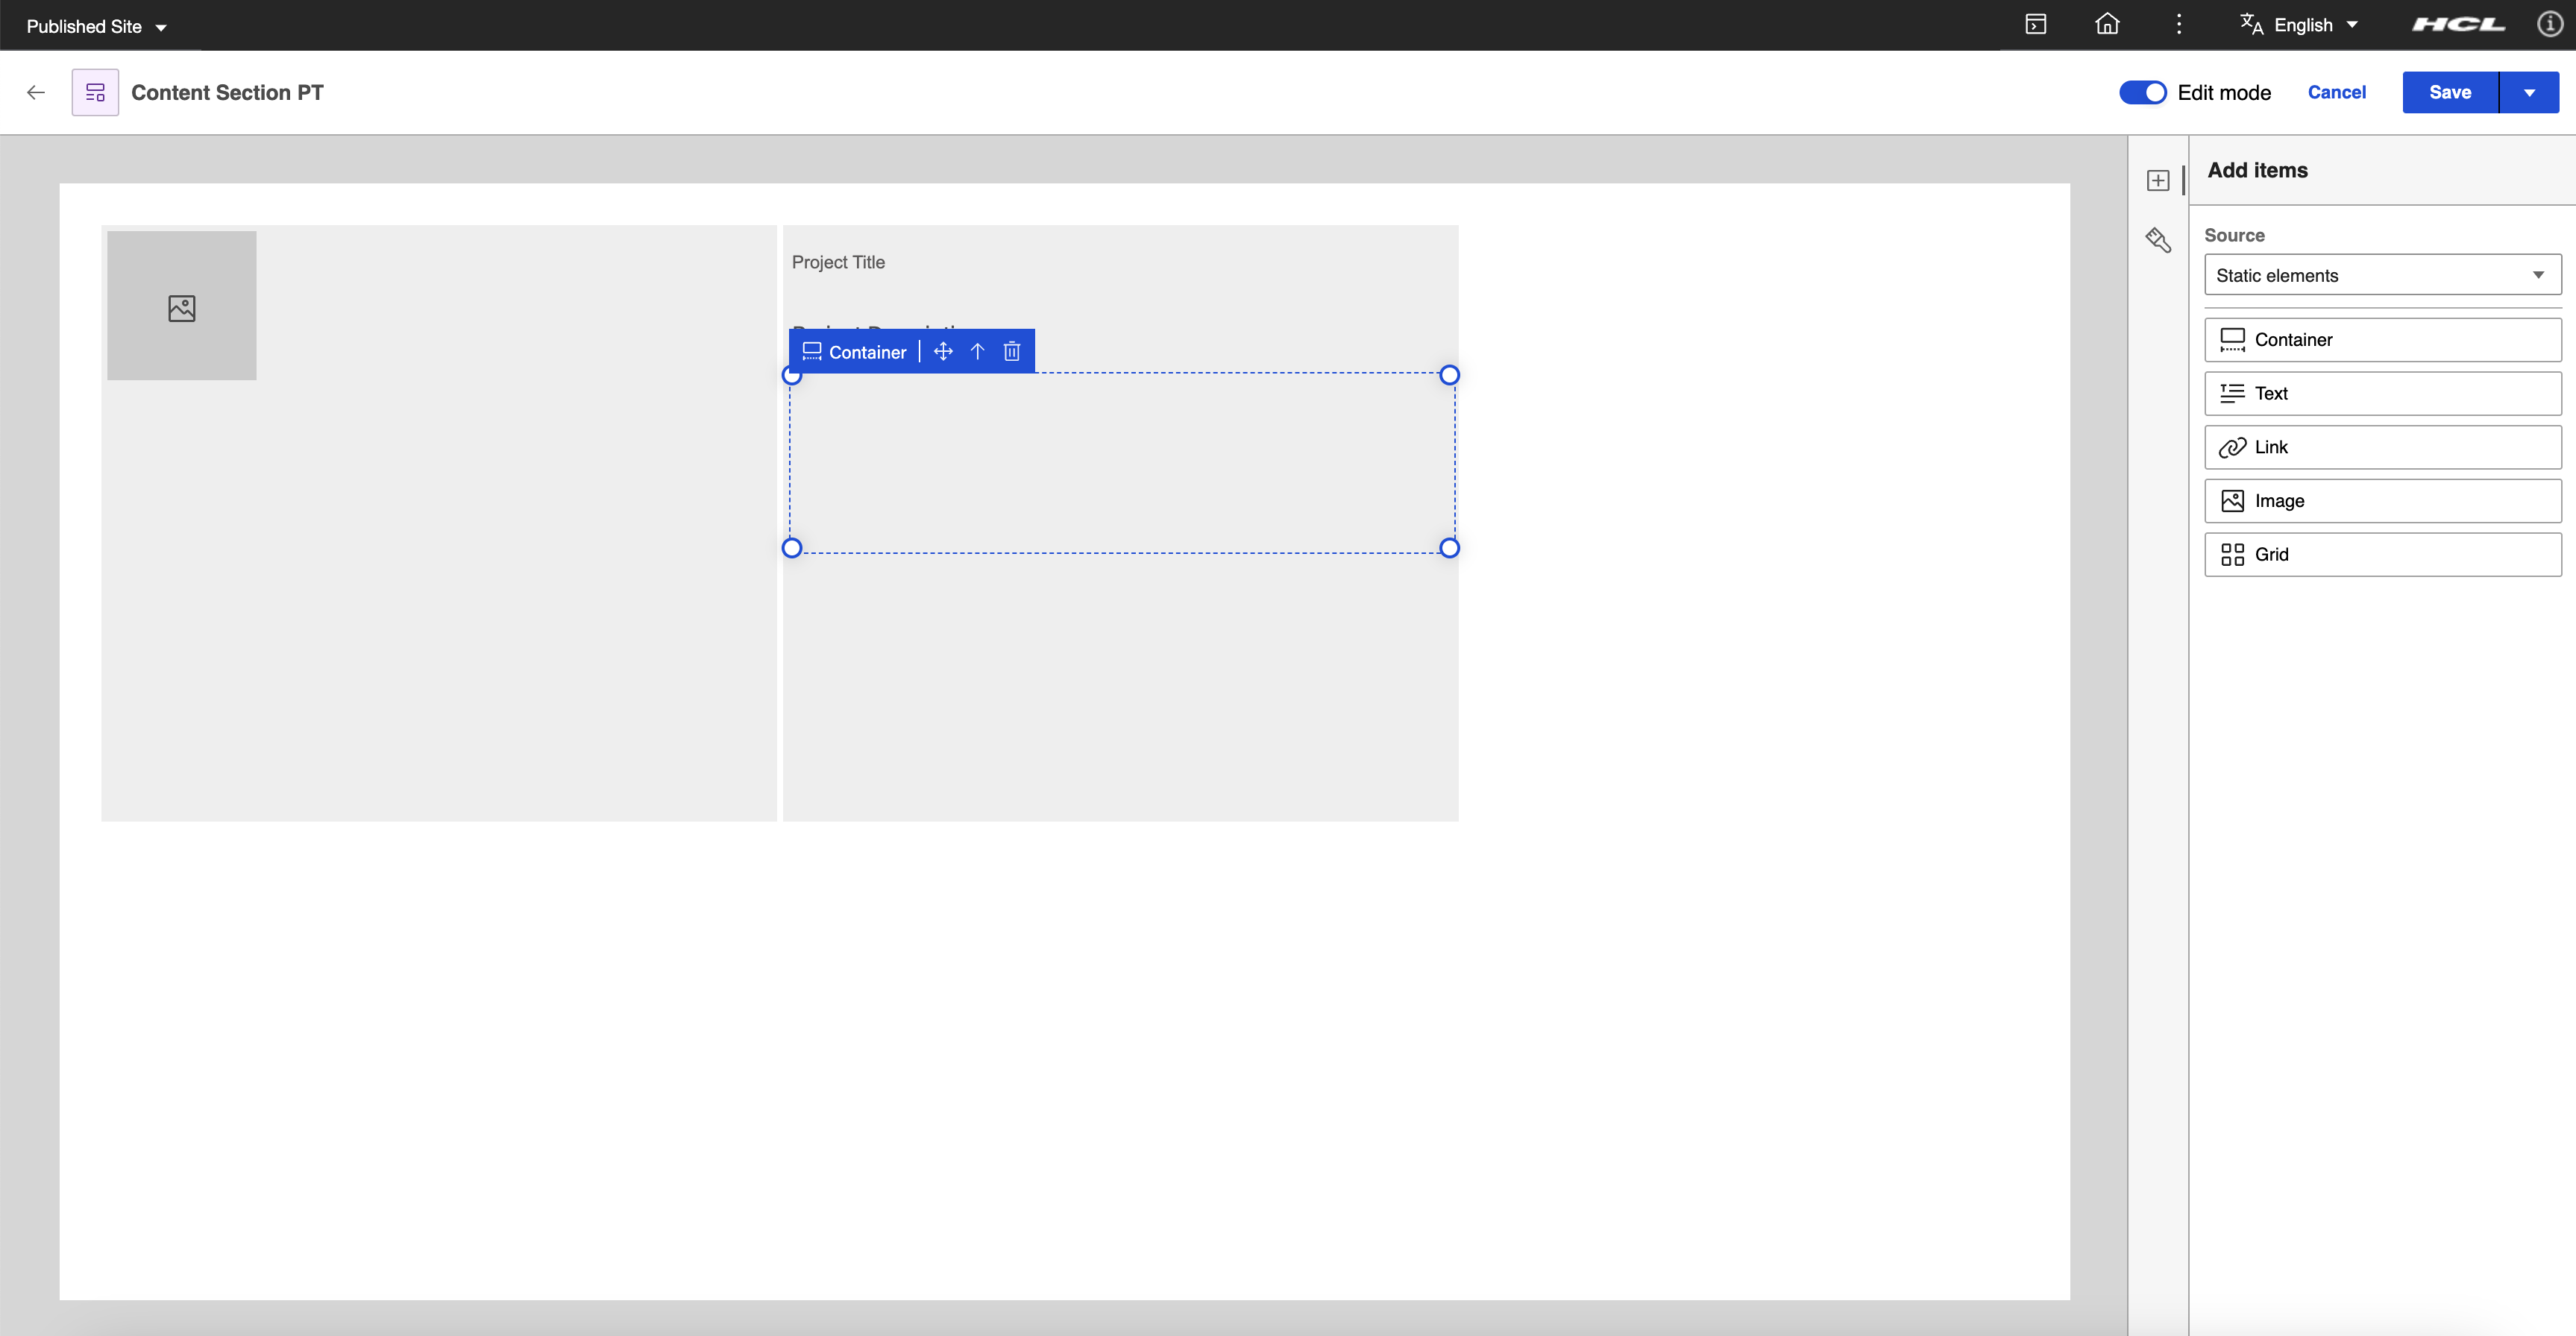 Published Site
English
HCL
Content Section PT
Edit mode
Cancel
Save
Add items
Source
Static elements
Container
Text
Link
Image
Grid
Project Title
Container